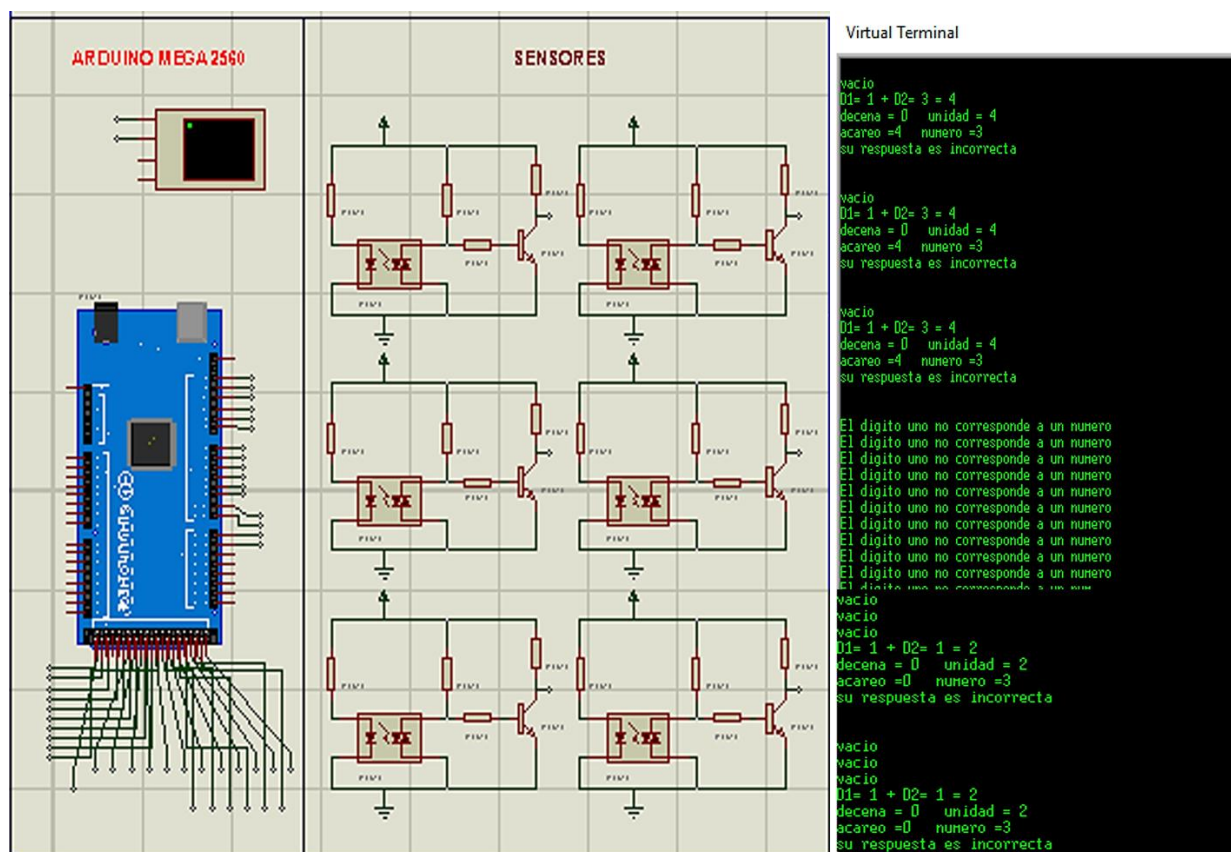 ARDUINO MEGA 2560
SENSORES
Virtual Terminal
vacio
D1= 1 + D2= 3 = 4
decena = 0 unidad = 4
acareo =4 numero =3
su respuesta es incorrecta
vacio
D1= 1 + D2= 3 = 4
decena = 0 unidad = 4
acareo =4 numero =3
su respuesta es incorrecta
vacio
D1= 1 + D2= 3 = 4
decena = 0 unidad = 4
acareo =4 numero =3
su respuesta es incorrecta
El digito uno no corresponde a un numero
El digito uno no corresponde a un numero
El digito uno no corresponde a un numero
El digito uno no corresponde a un numero
El digito uno no corresponde a un numero
El digito uno no corresponde a un numero
El digito uno no corresponde a un numero
El digito uno no corresponde a un numero
El digito uno no corresponde a un numero
El digito uno no corresponde a un numero
El digito uno no corresponde a un num
vacio
vacio
vacio
D1= 1 + D2= 1 = 2
decena = 0 unidad = 2
acareo =0 numero =3
su respuesta es incorrecta
vacio
vacio
vacio
D1= 1 + D2= 1 = 2
decena = 0 unidad = 2
acareo =0 numero =3
su respuesta es incorrecta